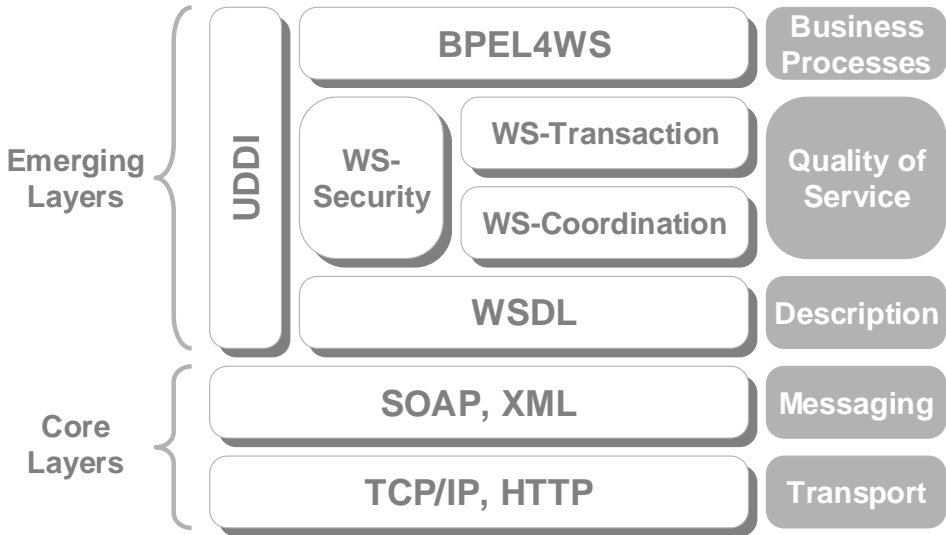 BPEL4WS
Business
Processes
Emerging
Layers
UDDI
WS-
Security
WS-Transaction
WS-Coordination
Quality of
Service
WSDL
Description
Core
Layers
SOAP, XML
Messaging
TCP/IP, HTTP
Transport